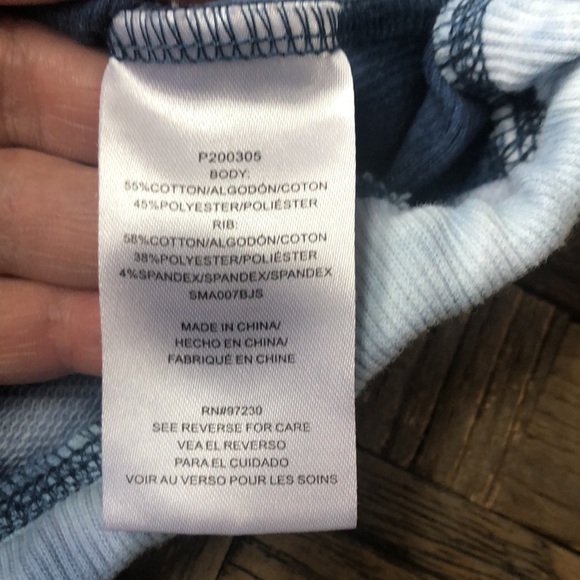 P200305
BODY:
55%COTTON/ALGODÓN/COTON
45%POLYESTER/POLIÉSTER
RIB:
58%COTTON/ALGODÓN/COTON
38%POLYESTER/POLIÉSTER
4%SPANDEX/SPANDEX/SPANDEX
SMA007BJS
MADE IN CHINA/
HECHO EN CHINA/
FABRIQUÉ EN CHINE
RN#97230
SEE REVERSE FOR CARE
VEA EL REVERSO
PARA EL CUIDADO
VOIR AU VERSO POUR LES SOINS